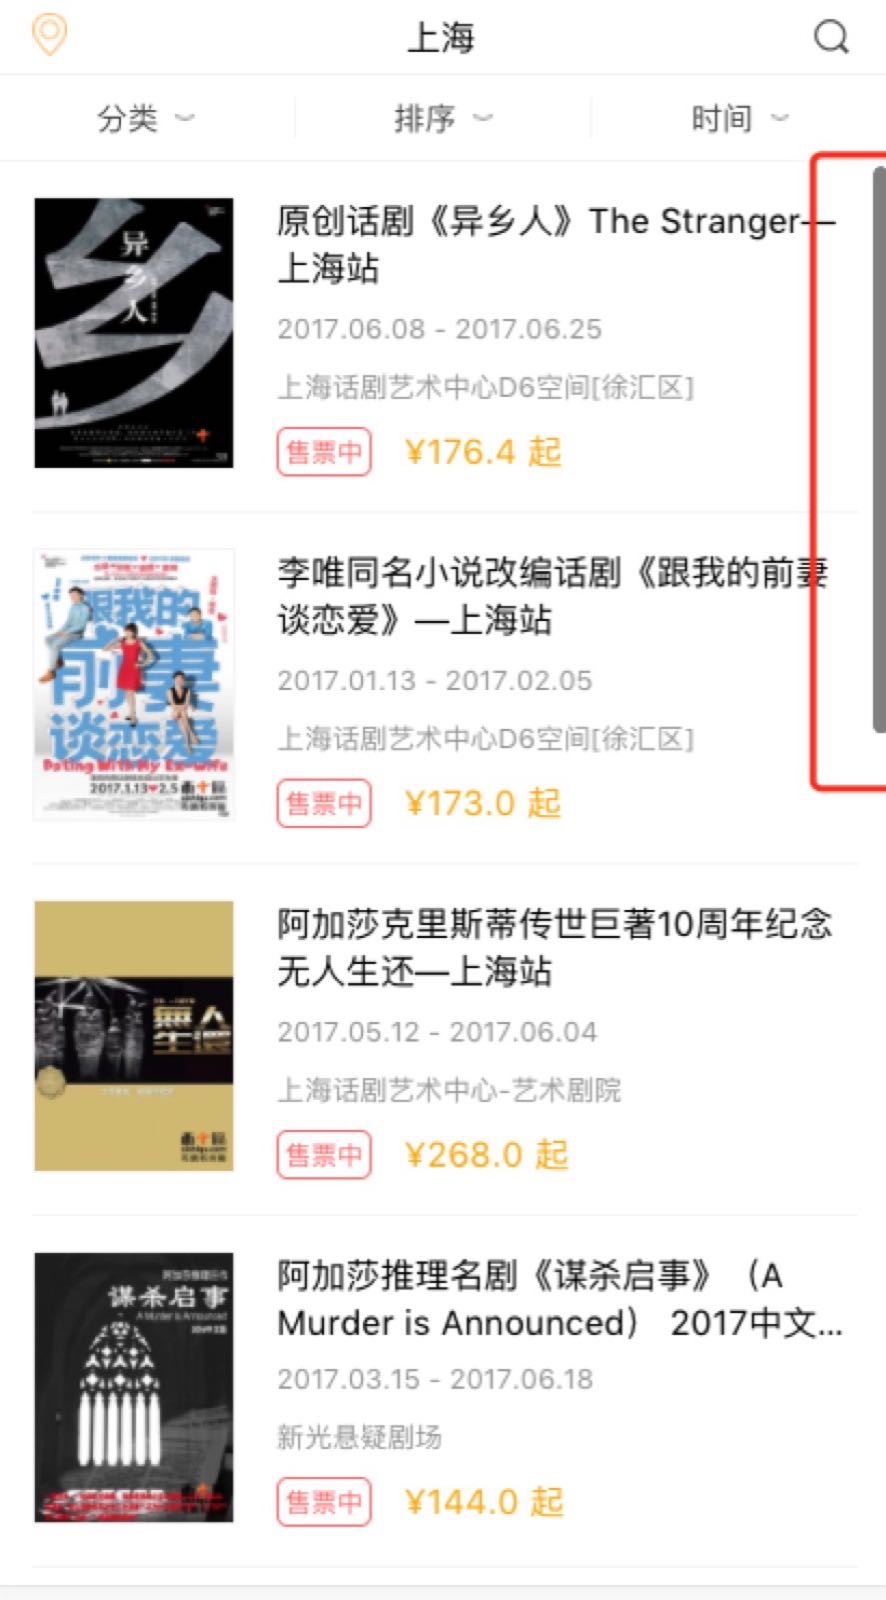 上海
分类
排序
时间
异乡人
原创话剧《异乡人》The Stranger—
上海站
2017.06.08 - 2017.06.25
上海话剧艺术中心D6空间[徐汇区]
售票中
¥176.4 起
跟我的
前妻
谈恋爱
Dating With My Ex-wife
2017.1.13♥2.5
李唯同名小说改编话剧《跟我的前妻
谈恋爱》—上海站
2017.01.13 - 2017.02.05
上海话剧艺术中心D6空间[徐汇区]
售票中
¥173.0 起
阿加莎克里斯蒂传世巨著10周年纪念
无人生还—上海站
2017.05.12 - 2017.06.04
上海话剧艺术中心-艺术剧院
售票中
¥268.0 起
谋杀启事
A Murder is Announced
阿加莎推理名剧《谋杀启事》（A
Murder is Announced） 2017中文...
2017.03.15 - 2017.06.18
新光悬疑剧场
售票中
¥144.0 起